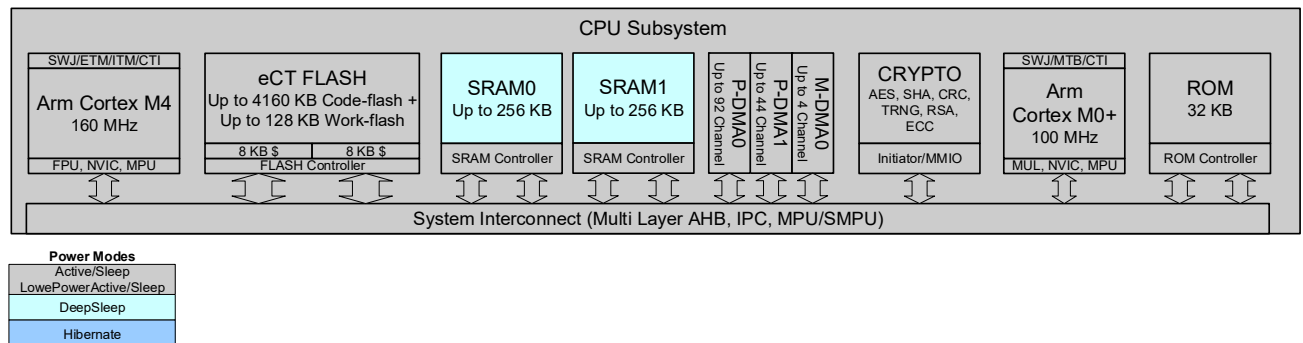 CPU Subsystem
SWJ/ETM/ITM/CTI
Arm Cortex M4
160 MHz
FPU, NVIC, MPU
eCT FLASH
Up to 4160 KB Code-flash +
Up to 128 KB Work-flash
8 KB $
8 KB $
FLASH Controller
SRAM0
Up to 256 KB
SRAM Controller
SRAM1
Up to 256 KB
SRAM Controller
P-DMA0
Up to 92 Channel
P-DMA1
Up to 44 Channel
M-DMA0
Up to 4 Channel
CRYPTO
AES, SHA, CRC,
TRNG, RSA,
ECC
Initiator/MMIO
SWJ/MTB/CTI
Arm
Cortex M0+
100 MHz
MUL, NVIC, MPU
ROM
32 KB
ROM Controller
System Interconnect (Multi Layer AHB, IPC, MPU/SMPU)
Power Modes
Active/Sleep
LowePowerActive/Sleep
DeepSleep
Hibernate